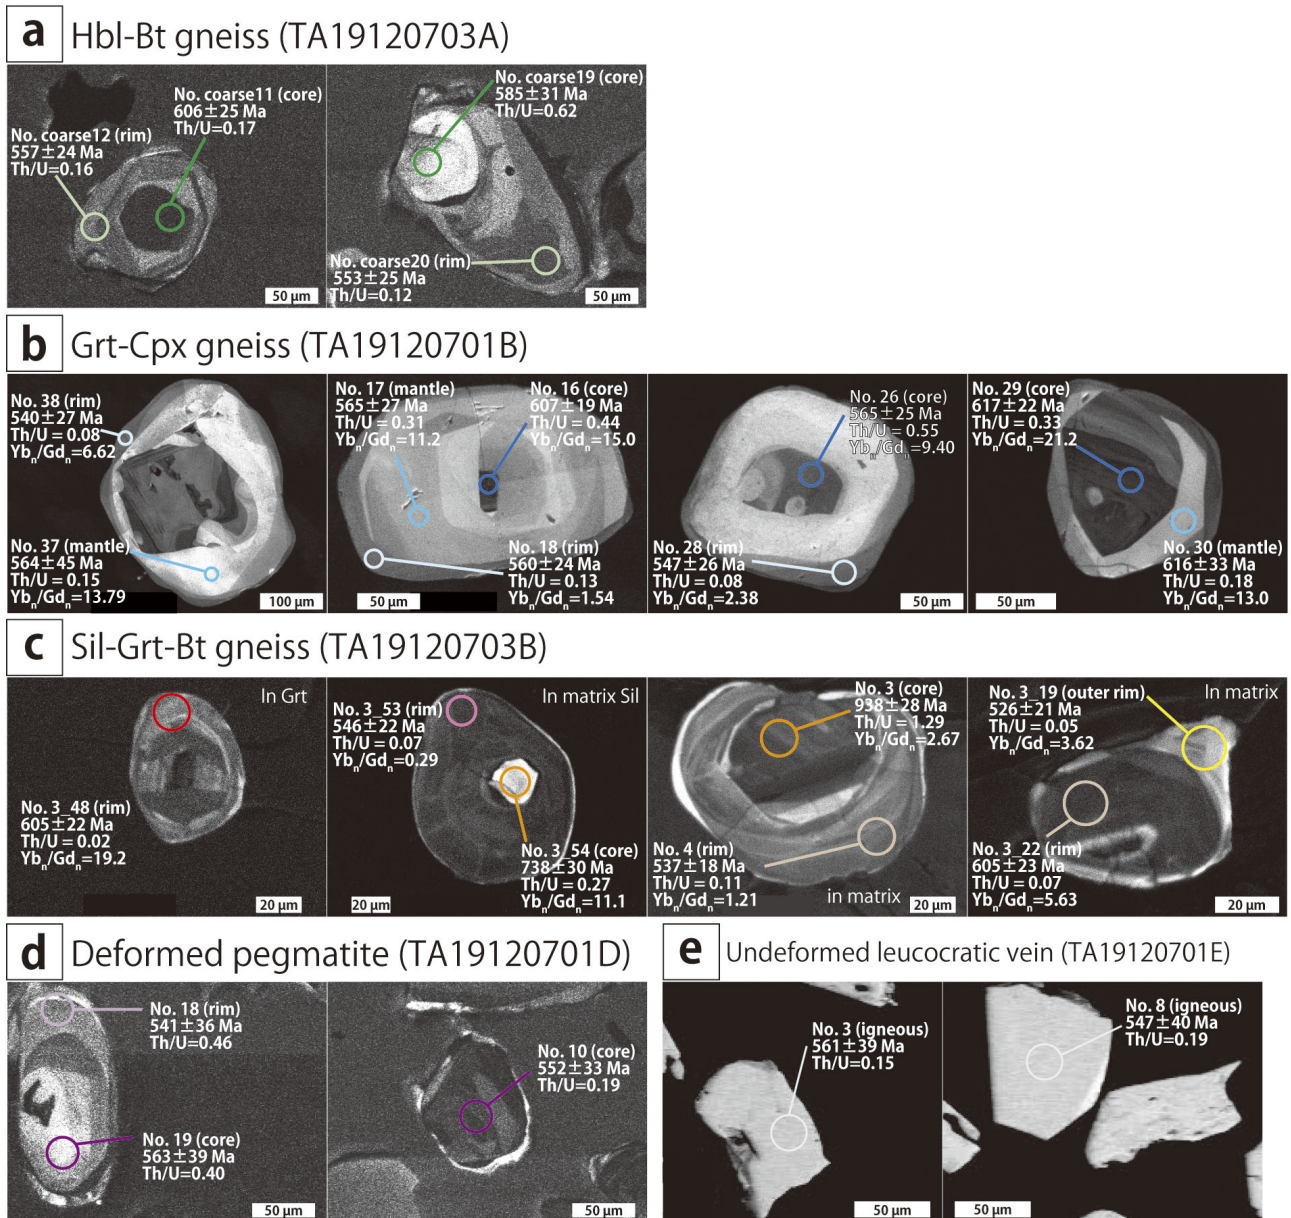 a Hbl-Bt gneiss (TA19120703A)
No. coarse12 (rim)
557±24 Ma
Th/U=0.16
No. coarse11 (core)
606±25 Ma
Th/U=0.17
50 µm
No. coarse19 (core)
585±31 Ma
Th/U=0.62
No. coarse20 (rim)
553±25 Ma
Th/U=0.12
50 µm
b Grt-Cpx gneiss (TA19120701B)
No. 38 (rim)
540±27 Ma
Th/U = 0.08
Ybn/Gdn=6.62
No. 37 (mantle)
564±45 Ma
Th/U = 0.15
Ybn/Gdn=13.79
100 µm
No. 17 (mantle)
565±27 Ma
Th/U = 0.31
Ybn/Gdn=11.2
No. 16 (core)
607±19 Ma
Th/U = 0.44
Ybn/Gdn=15.0
No. 18 (rim)
560±24 Ma
Th/U = 0.13
Ybn/Gdn=1.54
50 µm
No. 26 (core)
565±25 Ma
Th/U = 0.55
Ybn/Gdn=9.40
No. 28 (rim)
547±26 Ma
Th/U = 0.08
Ybn/Gdn=2.38
50 µm
No. 29 (core)
617±22 Ma
Th/U = 0.33
Ybn/Gdn=21.2
No. 30 (mantle)
616±33 Ma
Th/U = 0.18
Ybn/Gdn=13.0
50 µm
c Sil-Grt-Bt gneiss (TA19120703B)
In Grt
No. 3_48 (rim)
605±22 Ma
Th/U = 0.02
Ybn/Gdn=19.2
20 µm
In matrix Sil
No. 3_53 (rim)
546±22 Ma
Th/U = 0.07
Ybn/Gdn=0.29
No. 3_54 (core)
738±30 Ma
Th/U = 0.27
Ybn/Gdn=11.1
20 µm
No. 3 (core)
938±28 Ma
Th/U = 1.29
Ybn/Gdn=2.67
No. 4 (rim)
537±18 Ma
Th/U = 0.11
Ybn/Gdn=1.21
in matrix
20 µm
No. 3_19 (outer rim)
526±21 Ma
Th/U = 0.05
Ybn/Gdn=3.62
In matrix
No. 3_22 (rim)
605±23 Ma
Th/U = 0.07
Ybn/Gdn=5.63
20 µm
d Deformed pegmatite (TA19120701D)
No. 18 (rim)
541±36 Ma
Th/U=0.46
No. 19 (core)
563±39 Ma
Th/U=0.40
50 µm
No. 10 (core)
552±33 Ma
Th/U=0.19
50 µm
e Undeformed leucocratic vein (TA19120701E)
No. 3 (igneous)
561±39 Ma
Th/U=0.15
50 µm
No. 8 (igneous)
547±40 Ma
Th/U=0.19
50 µm